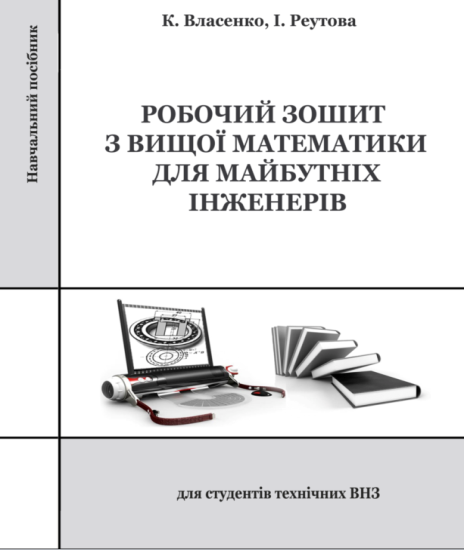 К. Власенко, І. Реутова
Навчальний посібник
РОБОЧИЙ ЗОШИТ
З ВИЩОЇ МАТЕМАТИКИ
ДЛЯ МАЙБУТНІХ
ІНЖЕНЕРІВ
для студентів технічних ВНЗ